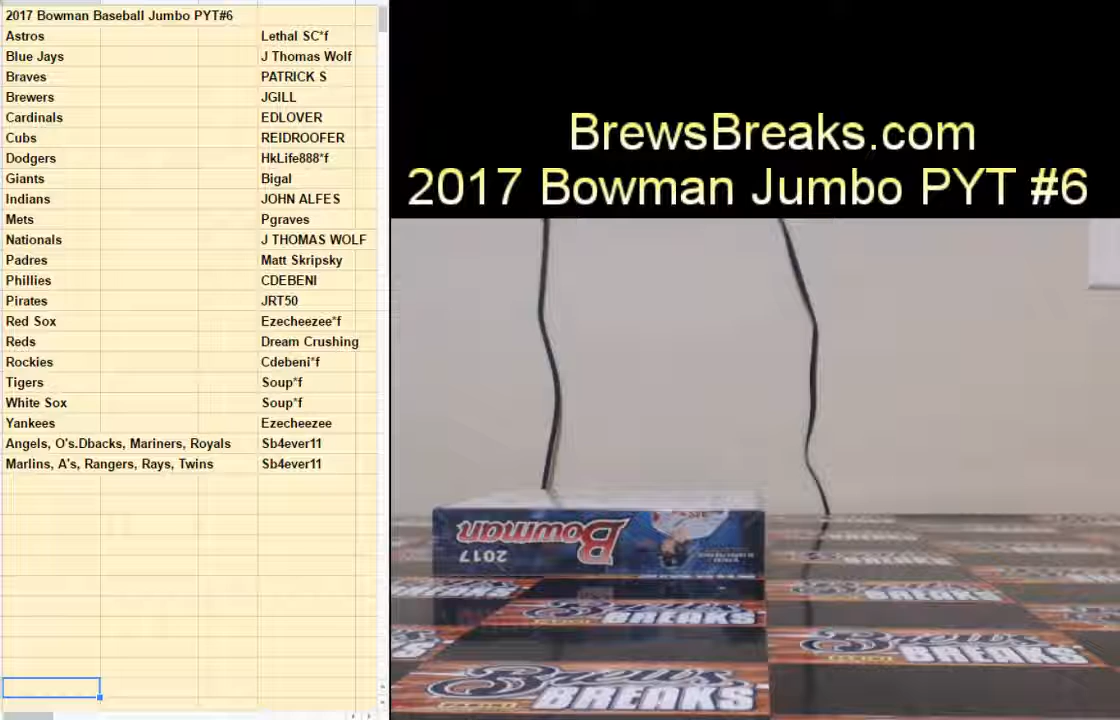 2017 Bowman Baseball Jumbo PYT#6
Astros Lethal SC*f
Blue Jays J Thomas Wolf
Braves PATRICK S
Brewers JGILL
Cardinals EDLOVER
Cubs REIDROOFER
Dodgers HkLife888*f
Giants Bigal
Indians JOHN ALFES
Mets Pgraves
Nationals J THOMAS WOLF
Padres Matt Skripsky
Phillies CDEBENI
Pirates JRT50
Red Sox Ezecheezee*f
Reds Dream Crushing
Rockies Cdebeni*f
Tigers Soup*f
White Sox Soup*f
Yankees Ezecheezee
Angels, O's.Dbacks, Mariners, Royals Sb4ever11
Marlins, A's, Rangers, Rays, Twins Sb4ever11
BrewsBreaks.com
2017 Bowman Jumbo PYT #6
Bowman
2017
Brews
BREAKS
Brews
BREAKS
Brews
BREAKS